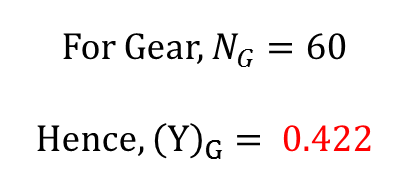 For Gear, N_G = 60
Hence, (Y)_G = 0.422